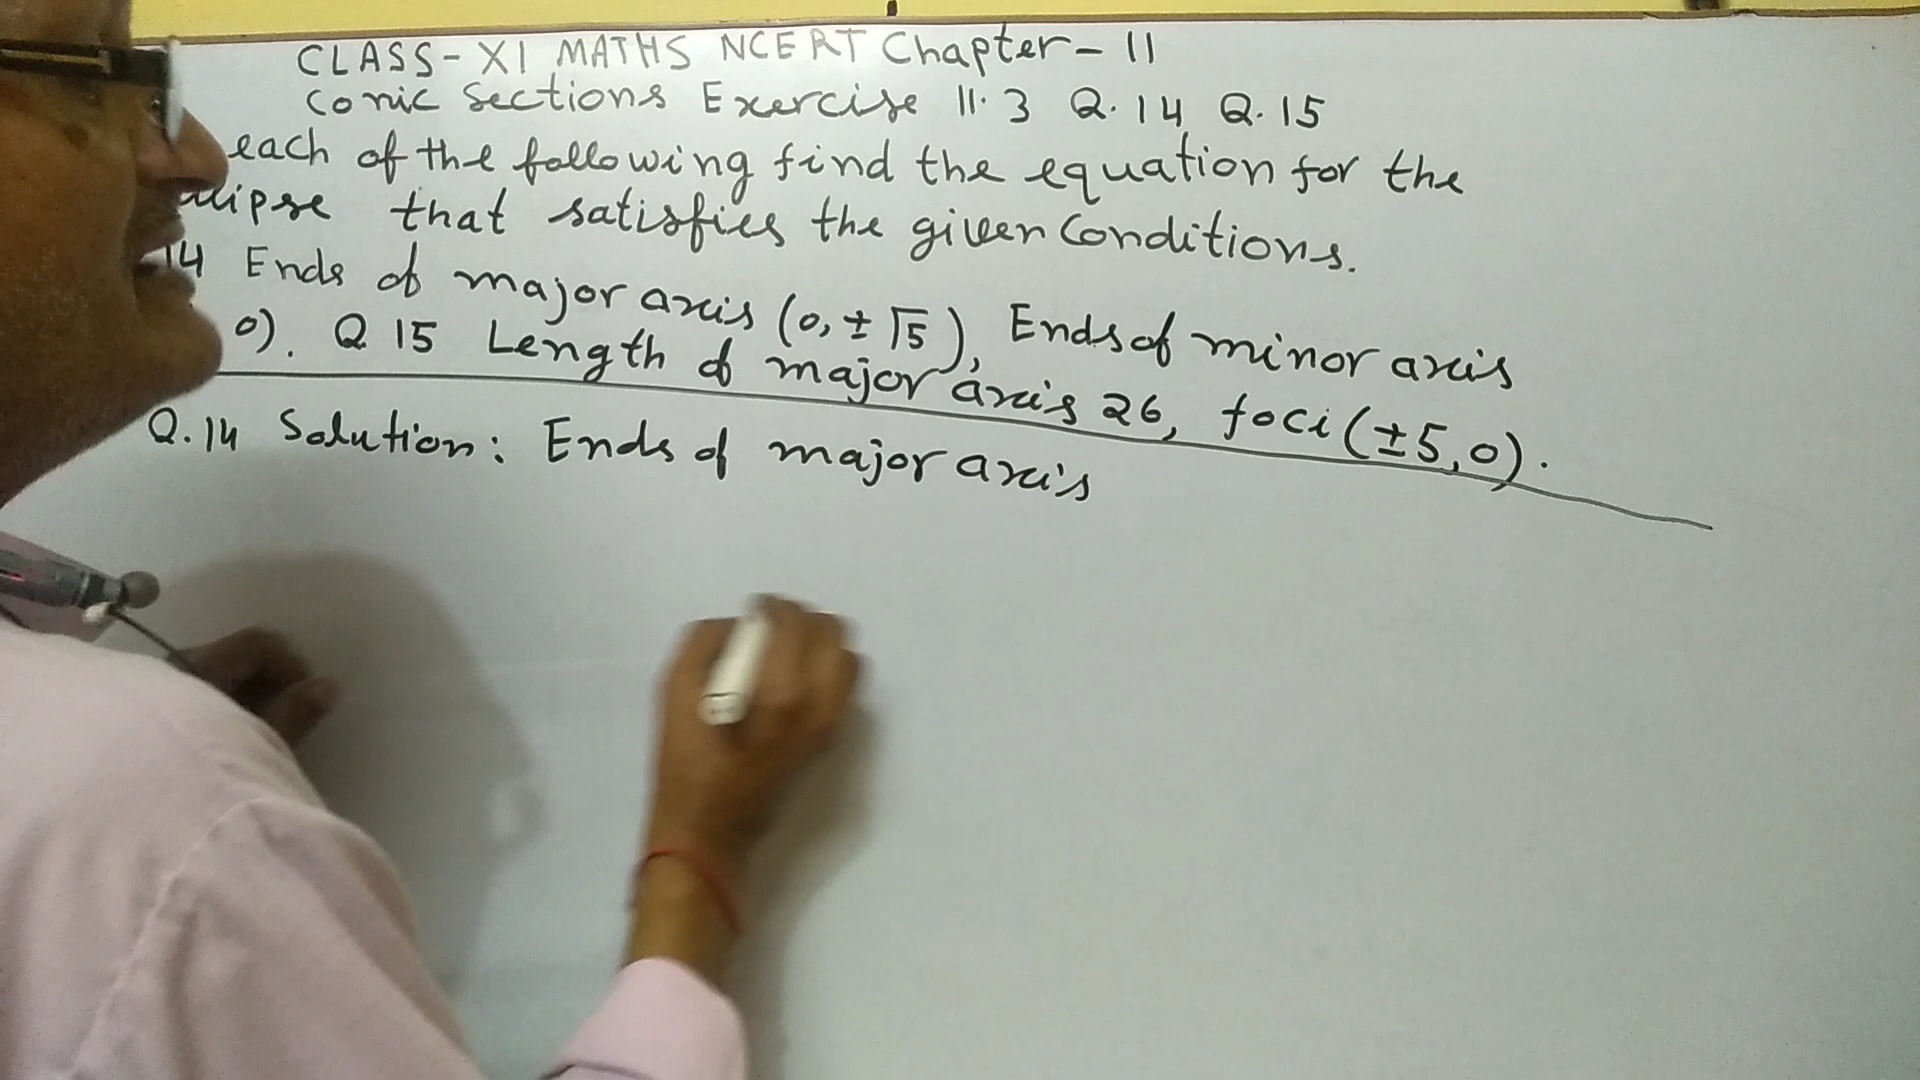 CLASS-XI MATHS NCERT Chapter-11
Conic Sections Exercise 11.3 Q.14 Q.15
each of the following find the equation for the
that satisfies the given Conditions.
14 Ends of major axis (0, ±√5), Ends of minor axis
0). Q 15 Length of major axis 26, foci (±5,0).
Q.14 Solution: Ends of major axis